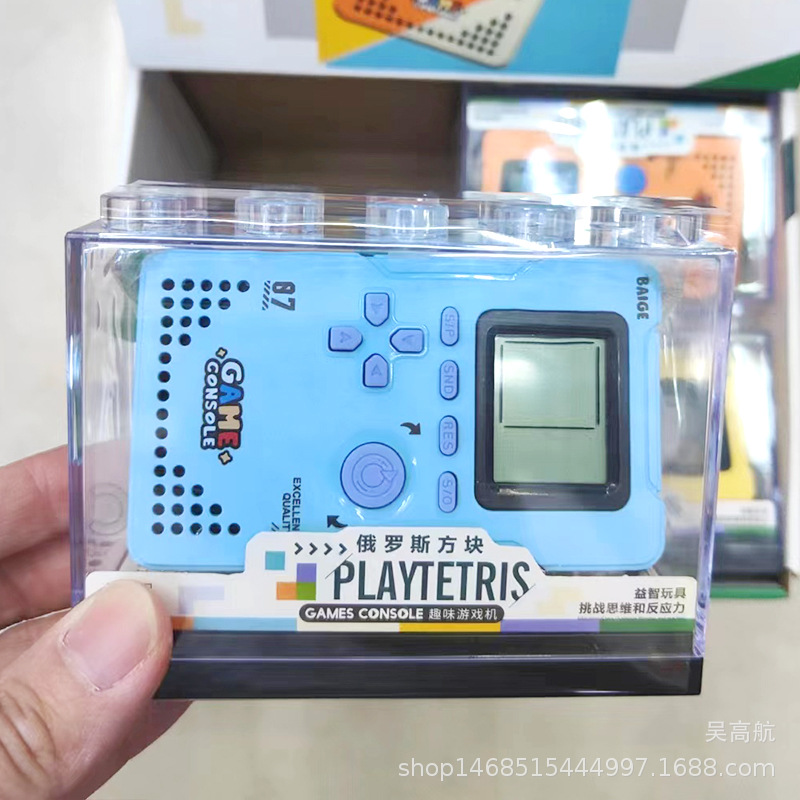 BAIGE
87
S/P
SND
RES
S/O
GAME
CONSOLE
EXCELLEN
QUALIT
俄罗斯方块
PLAYTETRIS
GAMES CONSOLE 趣味游戏机
益智玩具
挑战思维和反应力
吴高航
shop1468515444997.1688.com